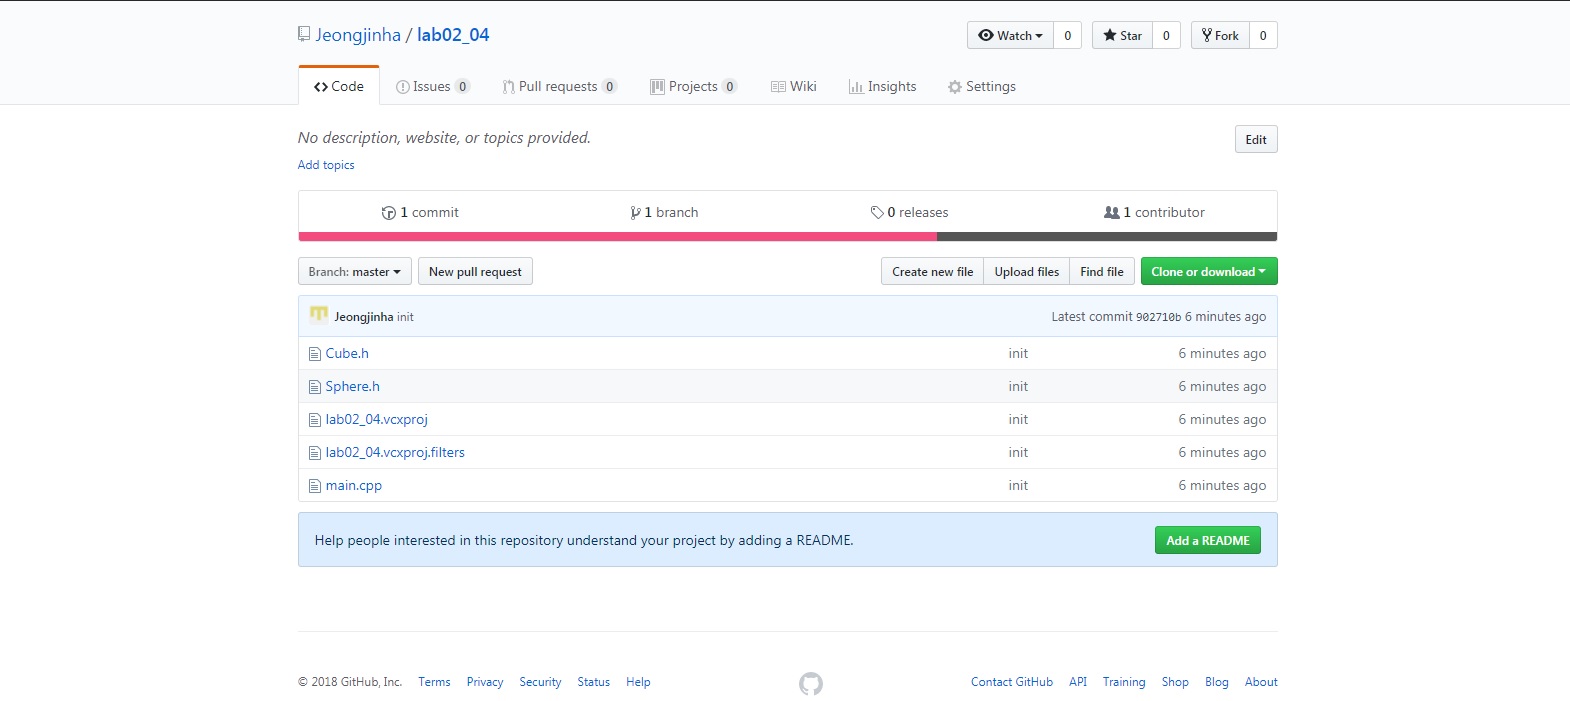 Jeongjinha / lab02_04
Watch 0 Star 0 Fork 0
Code Issues 0 Pull requests 0 Projects 0 Wiki Insights Settings
No description, website, or topics provided. Edit
Add topics
1 commit 1 branch 0 releases 1 contributor
Branch: master New pull request Create new file Upload files Find file Clone or download
Jeongjinha init Latest commit 902710b 6 minutes ago
Cube.h init 6 minutes ago
Sphere.h init 6 minutes ago
lab02_04.vcxproj init 6 minutes ago
lab02_04.vcxproj.filters init 6 minutes ago
main.cpp init 6 minutes ago
Help people interested in this repository understand your project by adding a README. Add a README
© 2018 GitHub, Inc. Terms Privacy Security Status Help Contact GitHub API Training Shop Blog About